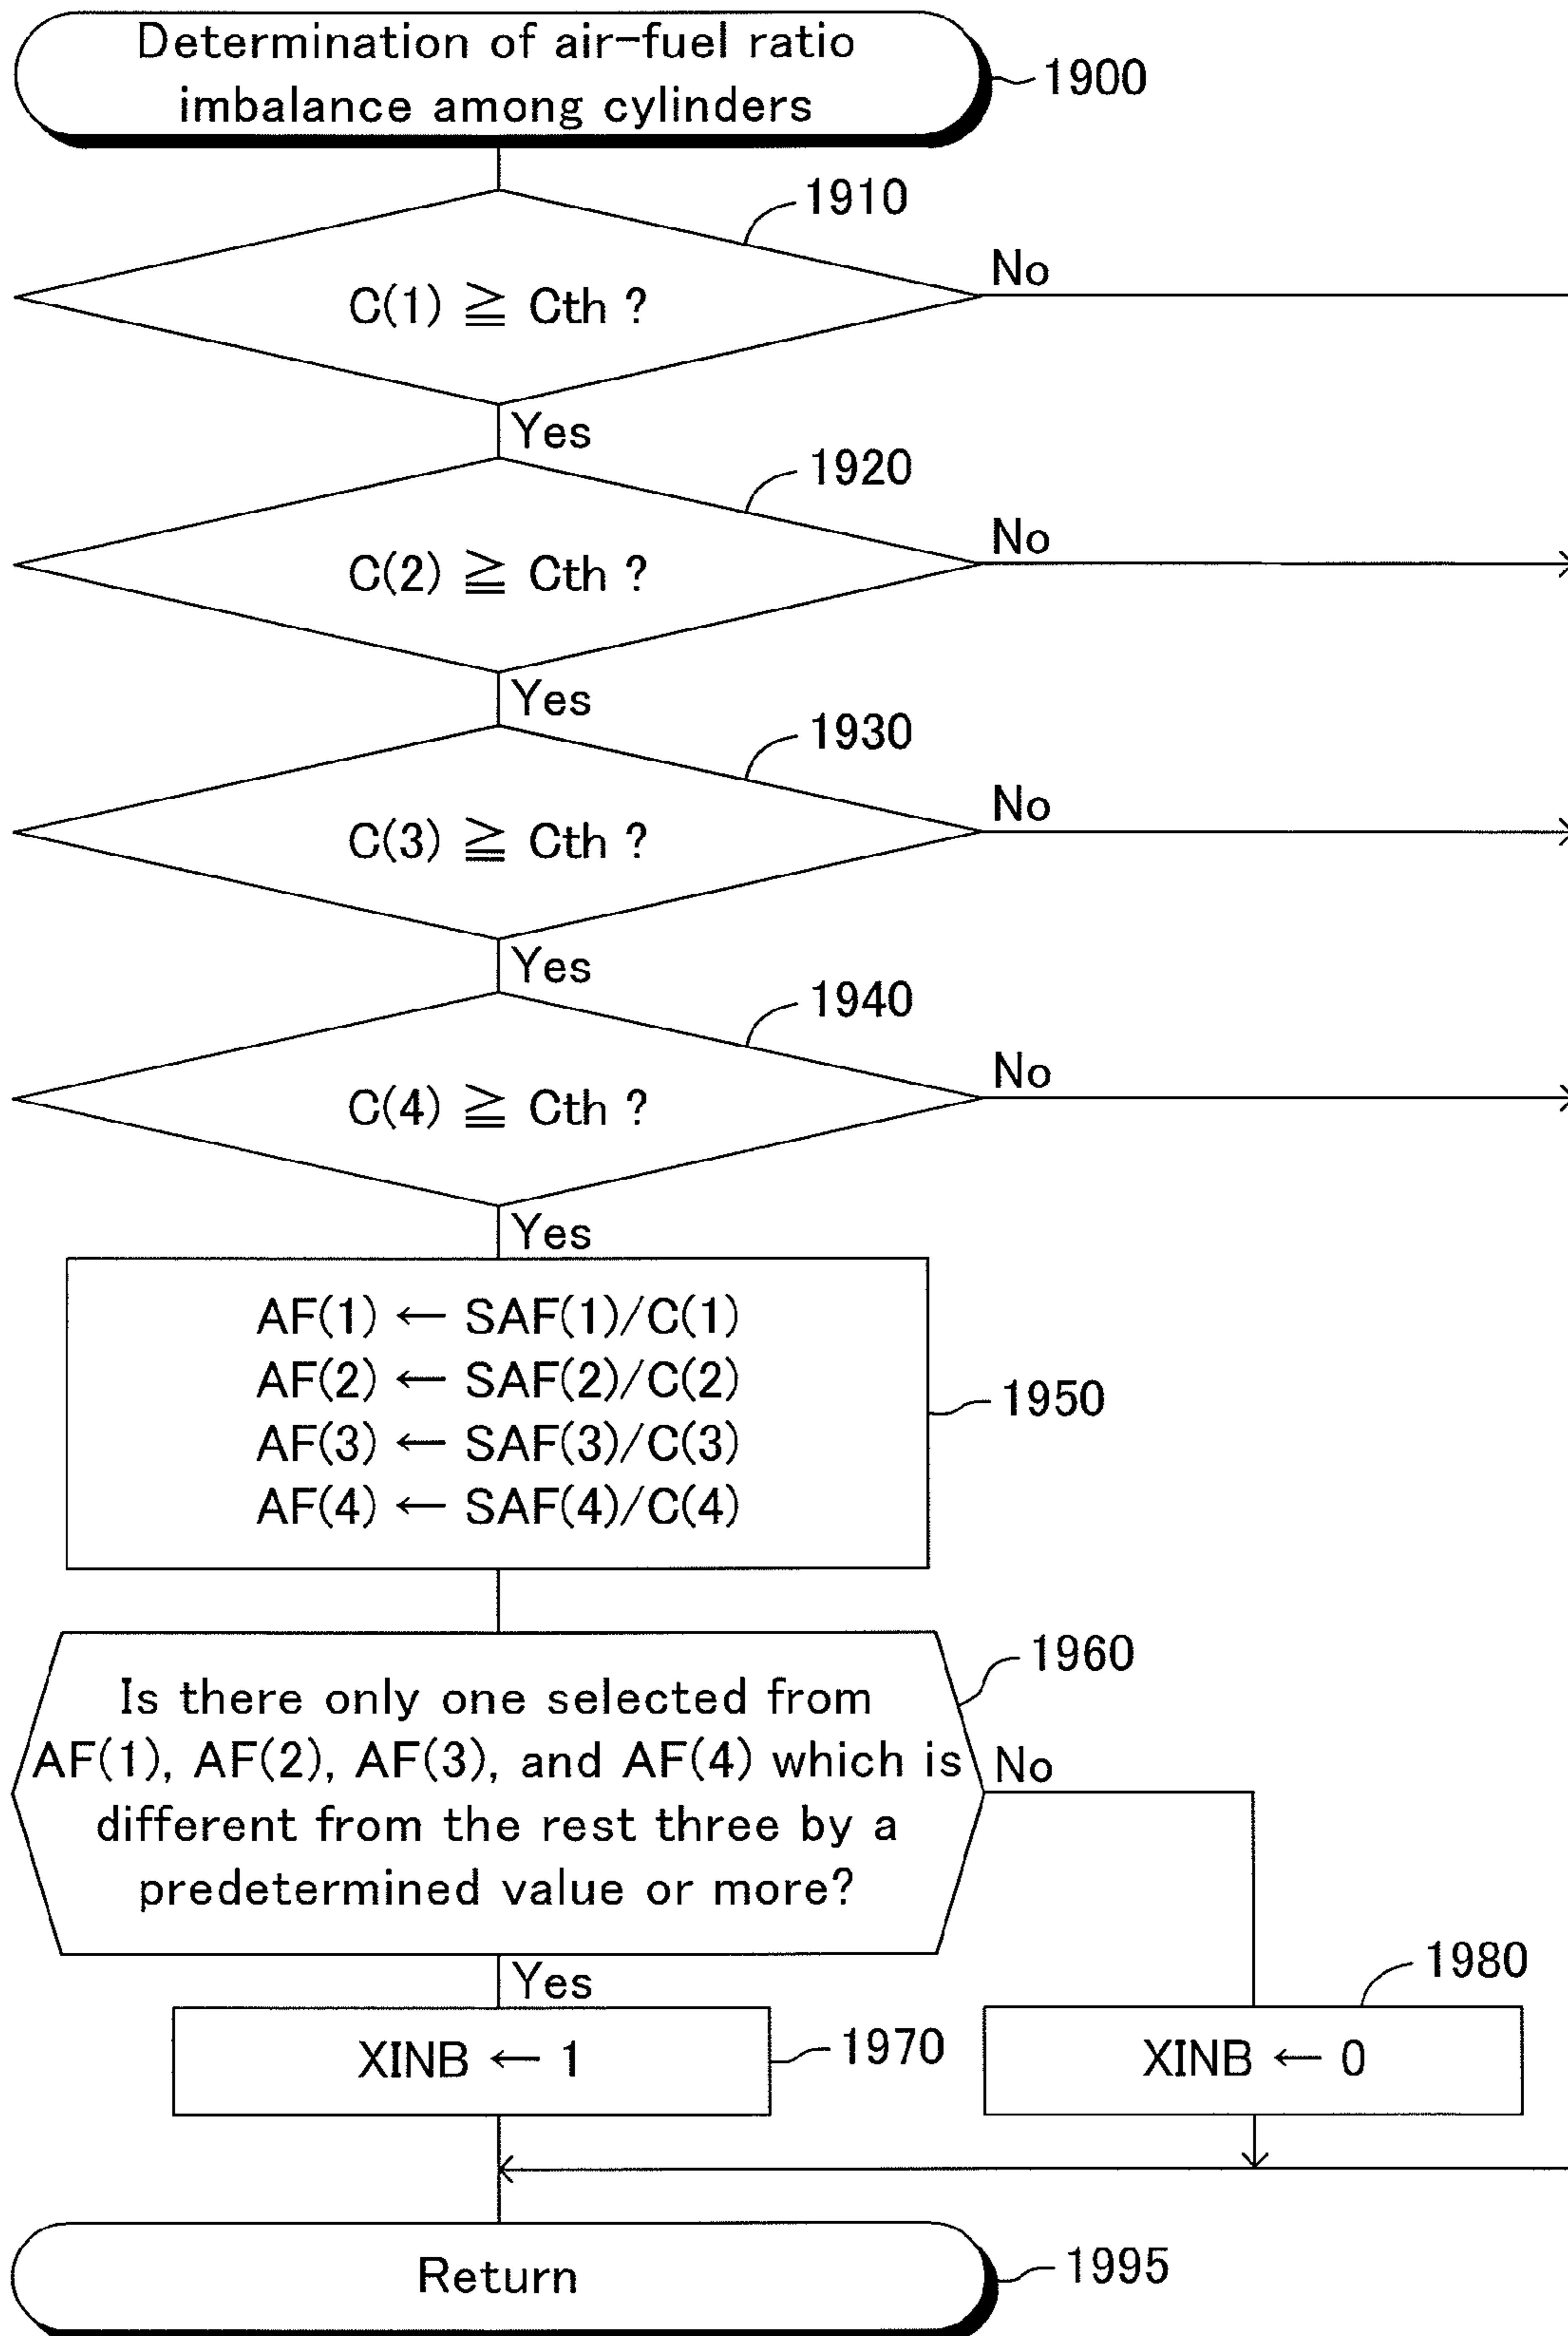 Determination of air-fuel ratio
imbalance among cylinders
1900
1910
C(1) ≧ Cth ?
No
Yes
1920
C(2) ≧ Cth ?
No
Yes
1930
C(3) ≧ Cth ?
No
Yes
1940
C(4) ≧ Cth ?
No
Yes
AF(1) ← SAF(1)/C(1)
AF(2) ← SAF(2)/C(2)
AF(3) ← SAF(3)/C(3)
AF(4) ← SAF(4)/C(4)
1950
1960
Is there only one selected from
AF(1), AF(2), AF(3), and AF(4) which is
different from the rest three by a
predetermined value or more?
No
Yes
1980
XINB ← 1
1970
XINB ← 0
Return
1995